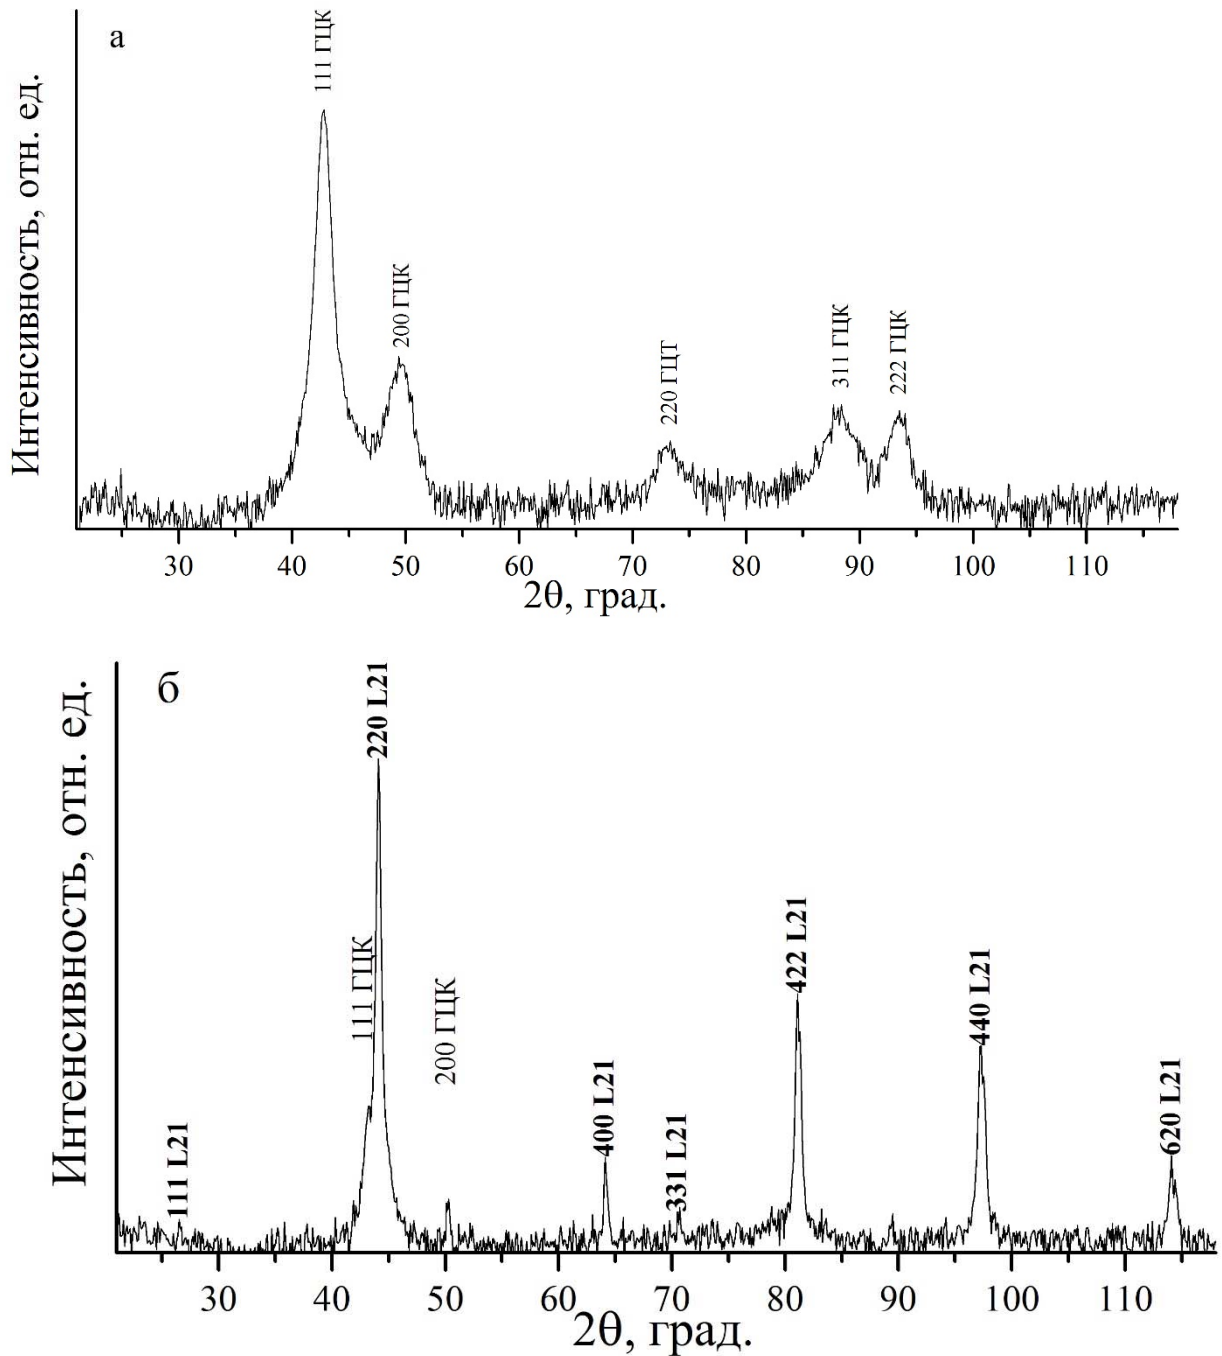 а
Интенсивность, отн. ед.
111 ГЦК
200 ГЦК
220 ГЦТ
311 ГЦК
222 ГЦК
30 40 50 60 70 80 90 100 110
2θ, град.
б
Интенсивность, отн. ед.
111 L21
111 ГЦК
220 L21
200 ГЦК
400 L21
331 L21
422 L21
440 L21
620 L21
30 40 50 60 70 80 90 100 110
2θ, град.